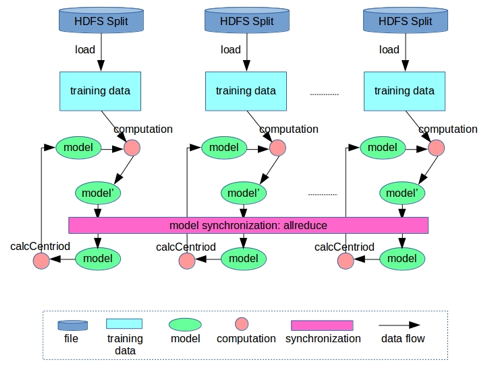 HDFS Split
HDFS Split
HDFS Split
load
load
load
training data
training data
training data
computation
computation
computation
model
model
model
model'
model'
model'
model synchronization: allreduce
calcCentriod
calcCentriod
calcCentriod
model
model
model
file
training
data
model
computation
synchronization
data flow